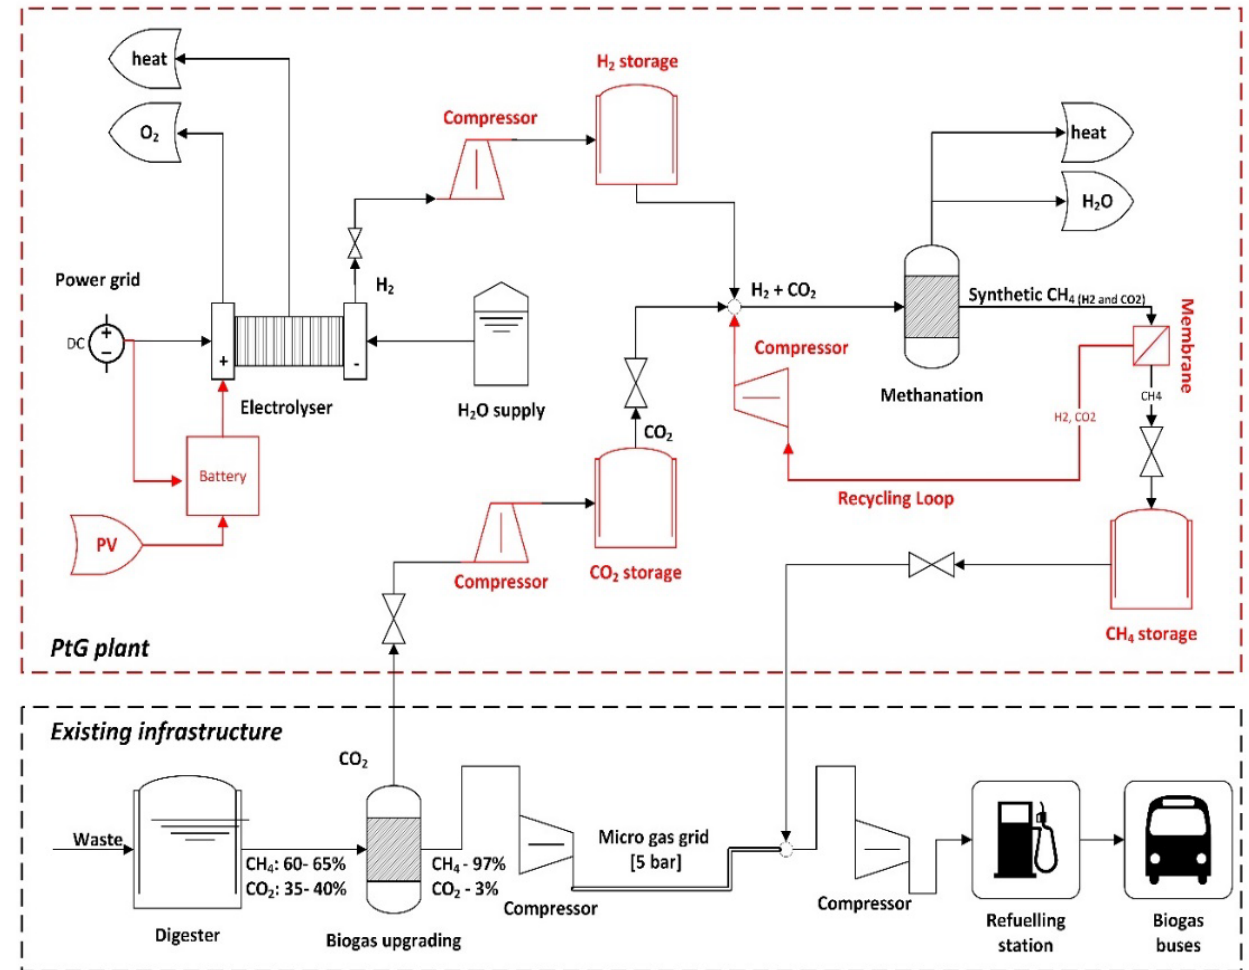 heat
H₂ storage
Compressor
O₂
heat
H₂O
Power grid
H₂
H₂ + CO₂
Synthetic CH₄ (H2 and CO2)
DC
+
−
+
-
Compressor
Membrane
Electrolyser
H₂O supply
Methanation
CH4
H2, CO2
CO₂
Battery
Recycling Loop
PV
Compressor
CO₂ storage
CH₄ storage
PtG plant
Existing infrastructure
CO₂
Waste
CH₄: 60- 65%
CO₂: 35- 40%
CH₄ - 97%
CO₂ - 3%
Micro gas grid
[5 bar]
Compressor
Compressor
Digester
Biogas upgrading
Refuelling
station
Biogas
buses